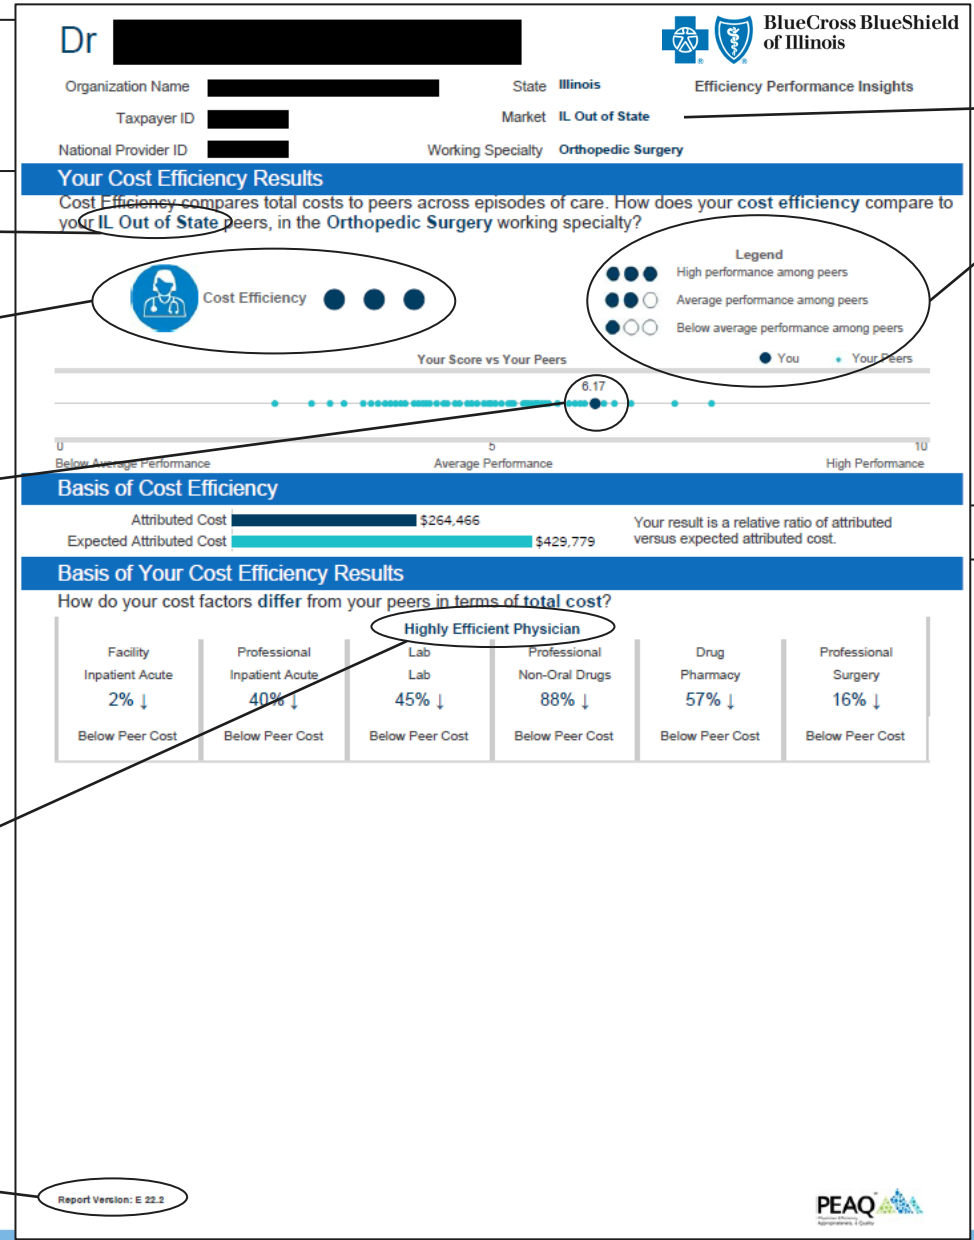 Dr
BlueCross BlueShield
of Illinois
Organization Name
State Illinois
Efficiency Performance Insights
Taxpayer ID
Market IL Out of State
National Provider ID
Working Specialty Orthopedic Surgery
Your Cost Efficiency Results
Cost Efficiency compares total costs to peers across episodes of care. How does your cost efficiency compare to
your IL Out of State peers, in the Orthopedic Surgery working specialty?
Legend
High performance among peers
Cost Efficiency
Average performance among peers
Below average performance among peers
Your Score vs Your Peers
You
Your Peers
6.17
0 5 10
Below Average Performance
Average Performance
High Performance
Basis of Cost Efficiency
Attributed Cost $264,466
Expected Attributed Cost $429,779
Your result is a relative ratio of attributed
versus expected attributed cost.
Basis of Your Cost Efficiency Results
How do your cost factors differ from your peers in terms of total cost?
Highly Efficient Physician
Facility Professional Lab Professional Drug Professional
Inpatient Acute Inpatient Acute Lab Non-Oral Drugs Pharmacy Surgery
2% ↓ 40% ↓ 45% ↓ 88% ↓ 57% ↓ 16% ↓
Below Peer Cost Below Peer Cost Below Peer Cost Below Peer Cost Below Peer Cost Below Peer Cost
Report Version: E 22.2
PEAQ